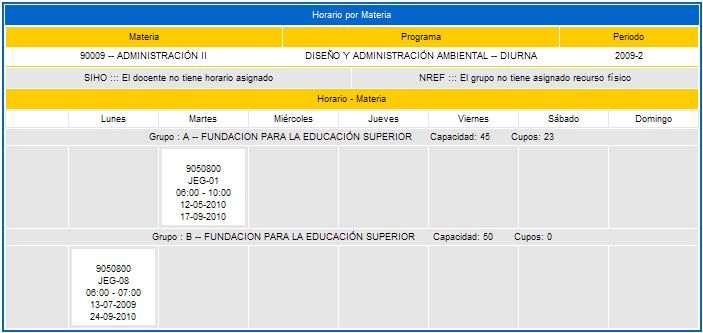 Horario por Materia
Materia Programa Periodo
90009 -- ADMINISTRACIÓN II DISEÑO Y ADMINISTRACIÓN AMBIENTAL -- DIURNA 2009-2
SIHO ::: El docente no tiene horario asignado NREF ::: El grupo no tiene asignado recurso físico
Horario - Materia
Lunes Martes Miércoles Jueves Viernes Sábado Domingo
Grupo : A -- FUNDACION PARA LA EDUCACIÓN SUPERIOR Capacidad: 45 Cupos: 23
9050800
JEG-01
06:00 - 10:00
12-05-2010
17-09-2010
Grupo : B -- FUNDACION PARA LA EDUCACIÓN SUPERIOR Capacidad: 50 Cupos: 0
9050800
JEG-08
06:00 - 07:00
13-07-2009
24-09-2010